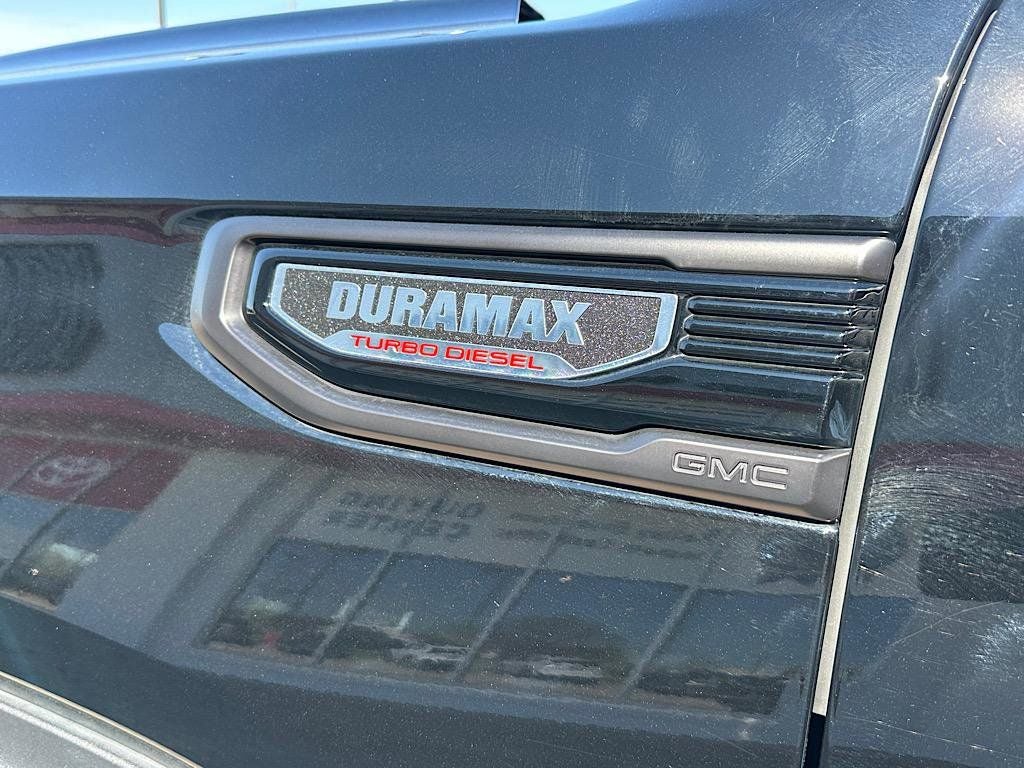 DURAMAX
TURBO DIESEL
GMC